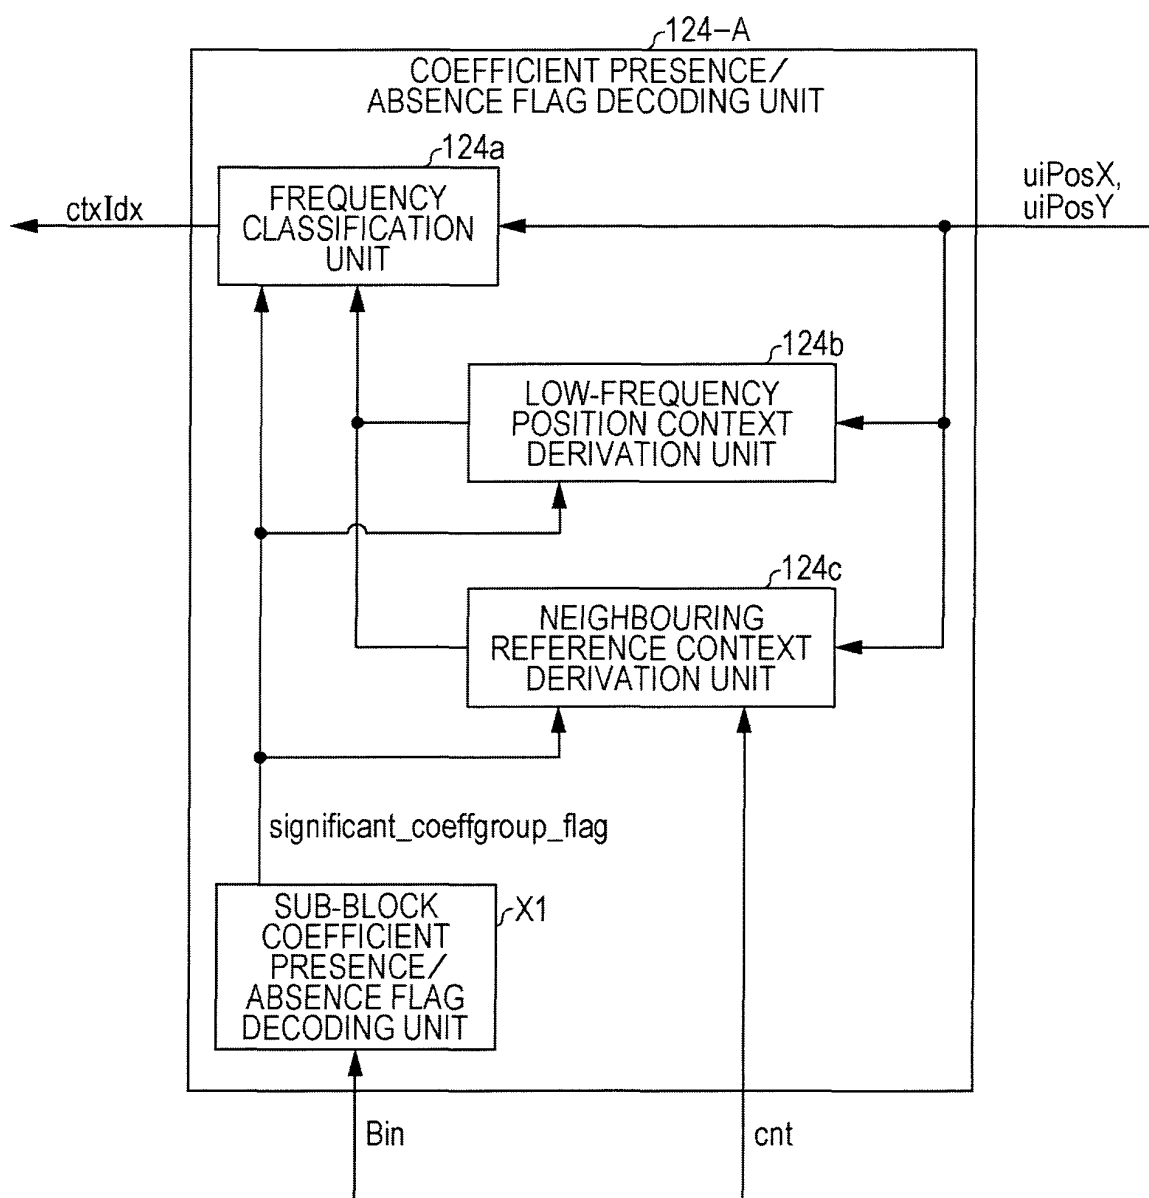 124-A
COEFFICIENT PRESENCE/
ABSENCE FLAG DECODING UNIT
124a
FREQUENCY
CLASSIFICATION
UNIT
ctxIdx
uiPosX,
uiPosY
124b
LOW-FREQUENCY
POSITION CONTEXT
DERIVATION UNIT
124c
NEIGHBOURING
REFERENCE CONTEXT
DERIVATION UNIT
significant_coeffgroup_flag
SUB-BLOCK
COEFFICIENT
PRESENCE/
ABSENCE FLAG
DECODING UNIT
X1
Bin
cnt